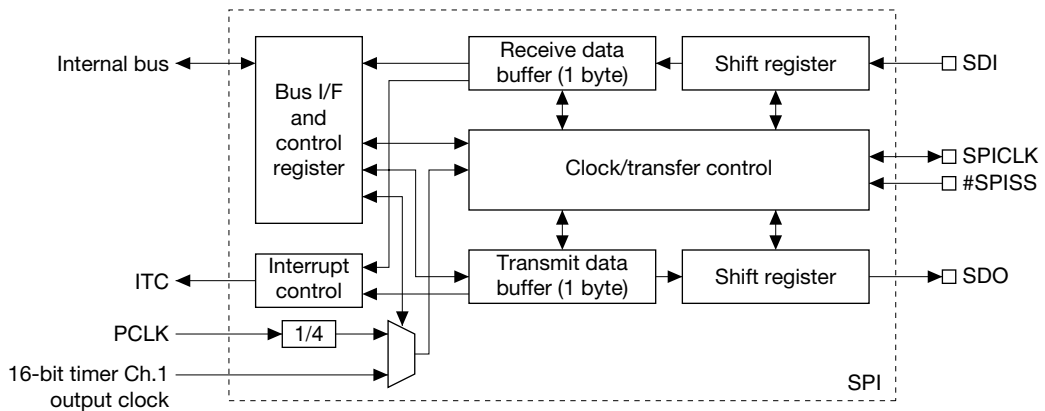 Internal bus
Bus I/F
and
control
register
Receive data
buffer (1 byte)
Shift register
SDI
Clock/transfer control
SPICLK
#SPISS
ITC
Interrupt
control
Transmit data
buffer (1 byte)
Shift register
SDO
PCLK
1/4
16-bit timer Ch.1
output clock
SPI